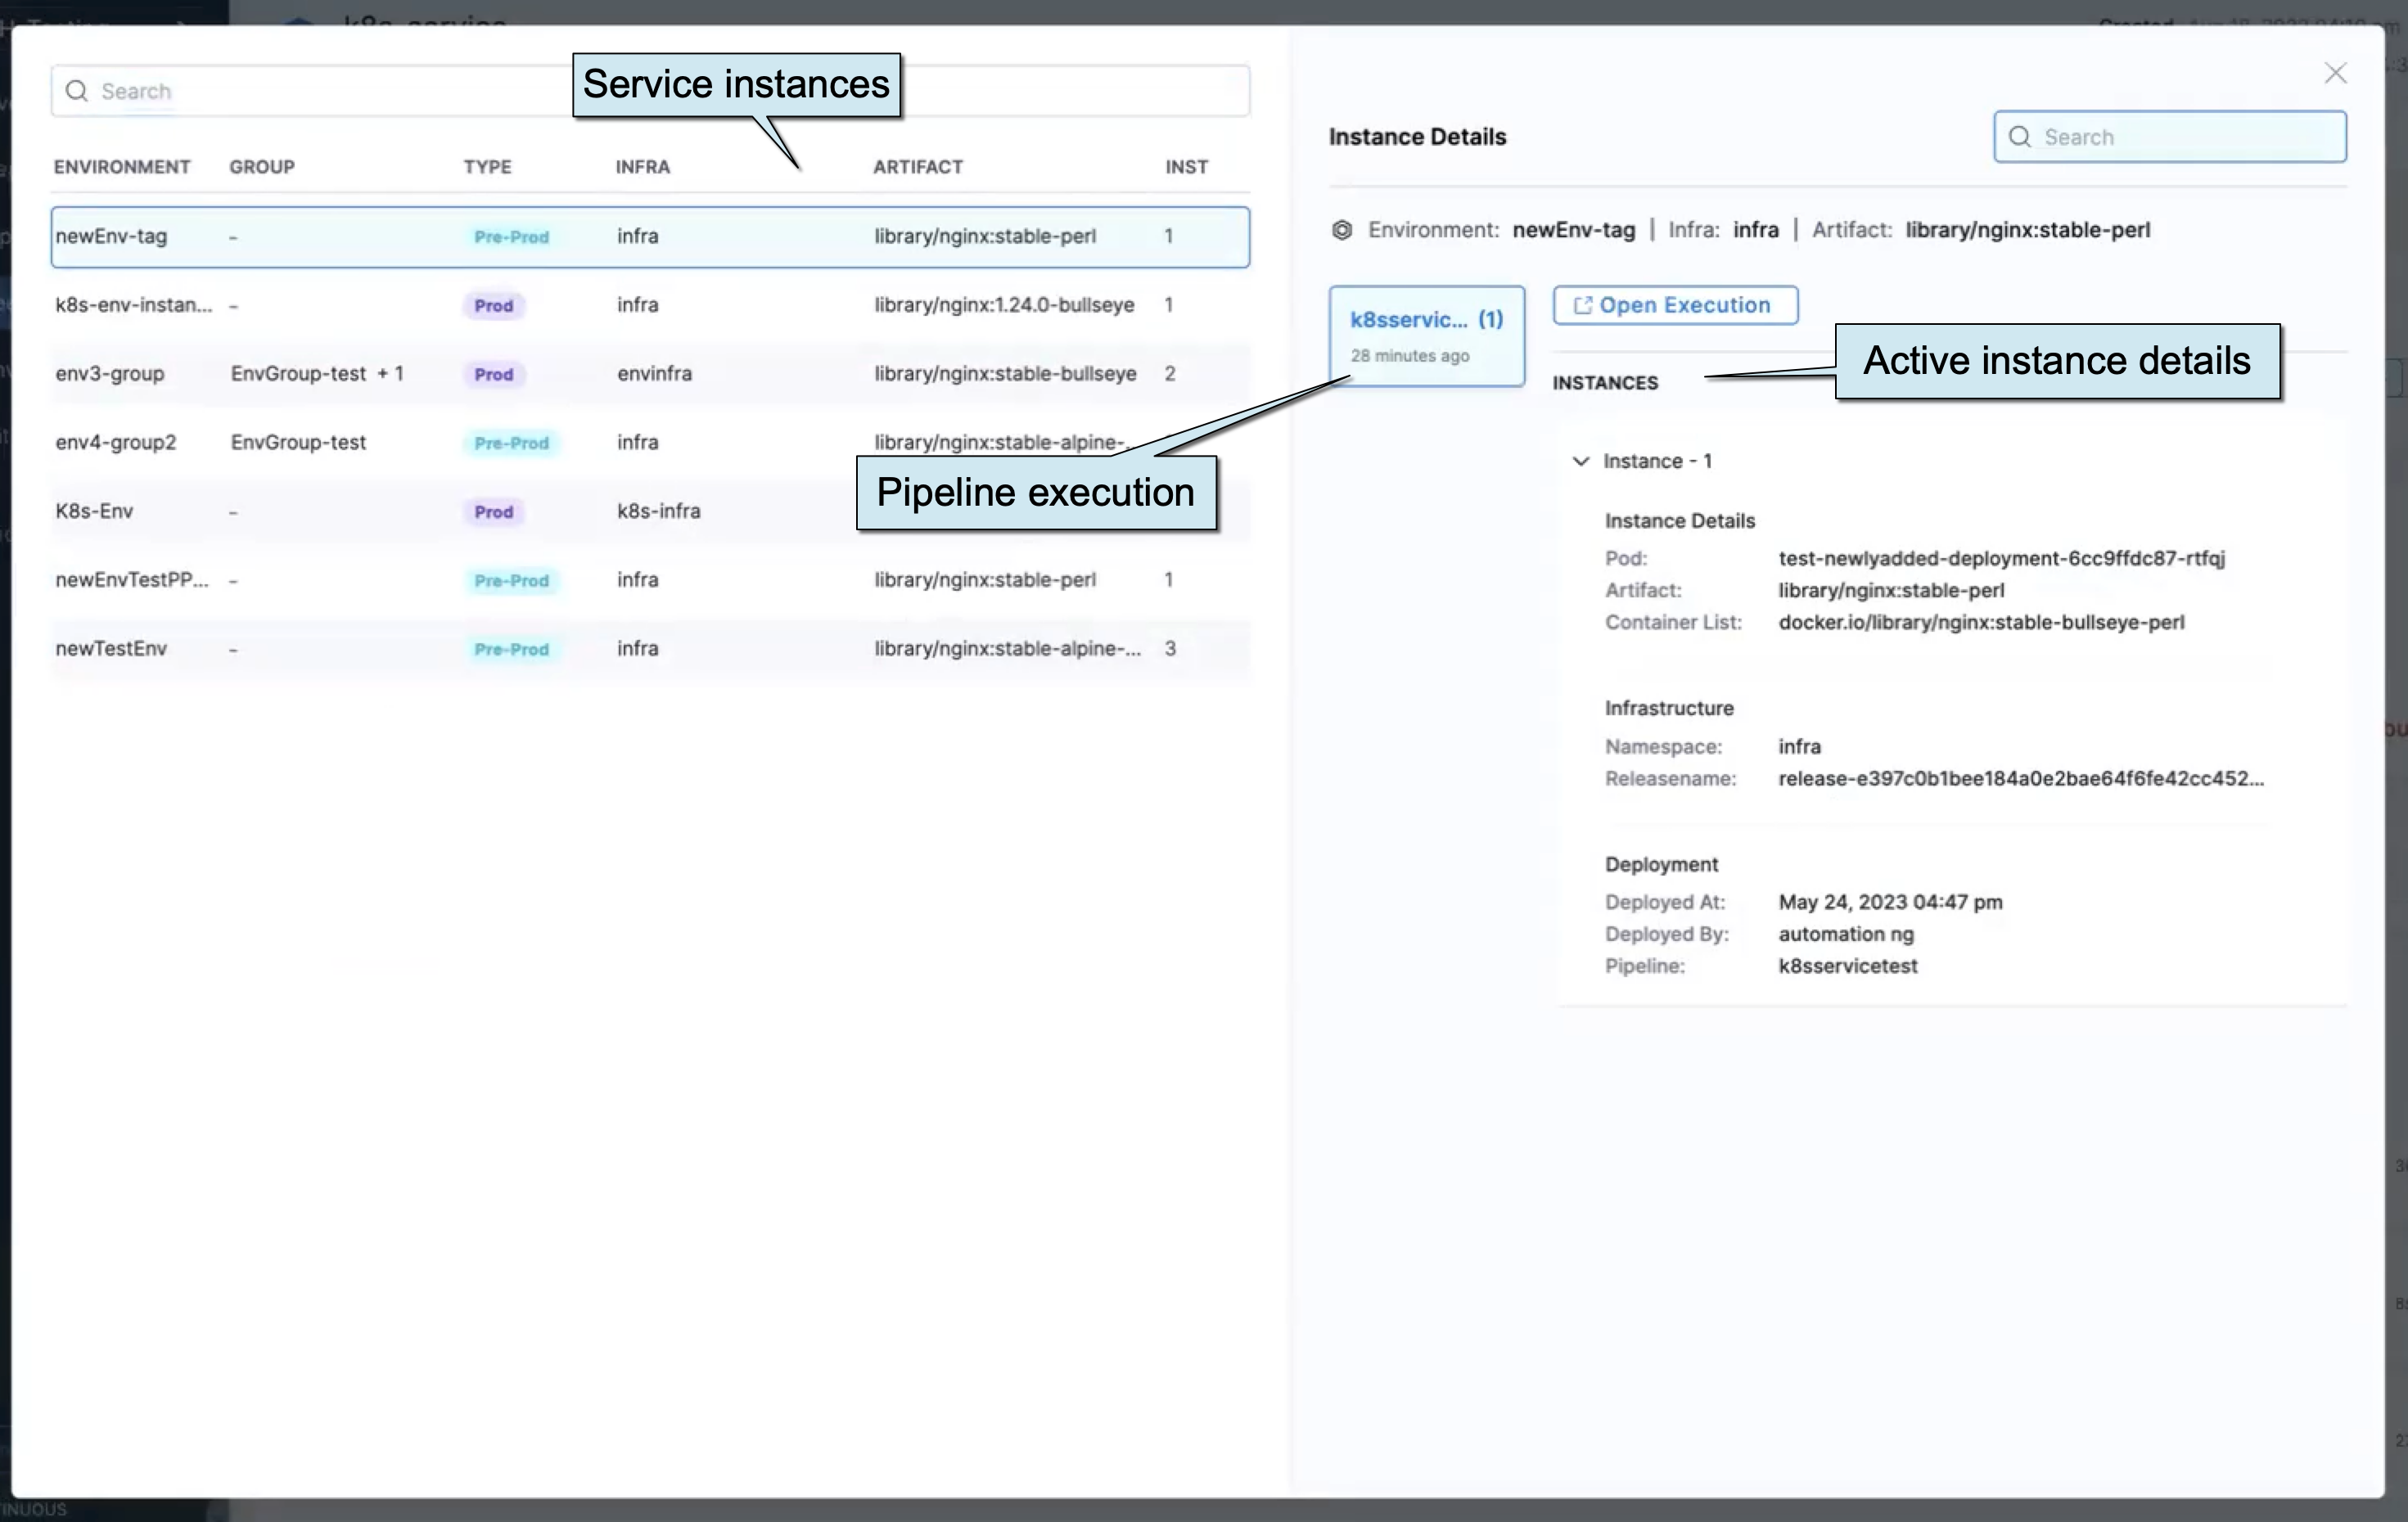 k8s-service
Search
Service instances
ENVIRONMENT GROUP TYPE INFRA ARTIFACT INST
newEnv-tag - Pre-Prod infra library/nginx:stable-perl 1
k8s-env-instan... - Prod infra library/nginx:1.24.0-bullseye 1
env3-group EnvGroup-test + 1 Prod envinfra library/nginx:stable-bullseye 2
env4-group2 EnvGroup-test Pre-Prod infra library/nginx:stable-alpine-...
K8s-Env - Prod k8s-infra
Pipeline execution
newEnvTestPP... - Pre-Prod infra library/nginx:stable-perl 1
newTestEnv - Pre-Prod infra library/nginx:stable-alpine-... 3
Instance Details
Search
Environment: newEnv-tag | Infra: infra | Artifact: library/nginx:stable-perl
k8sservic... (1)
28 minutes ago
Open Execution
Active instance details
INSTANCES
Instance - 1
Instance Details
Pod: test-newlyadded-deployment-6cc9ffdc87-rtfqj
Artifact: library/nginx:stable-perl
Container List: docker.io/library/nginx:stable-bullseye-perl
Infrastructure
Namespace: infra
Releasename: release-e397c0b1bee184a0e2bae64f6fe42cc452...
Deployment
Deployed At: May 24, 2023 04:47 pm
Deployed By: automation ng
Pipeline: k8sservicetest